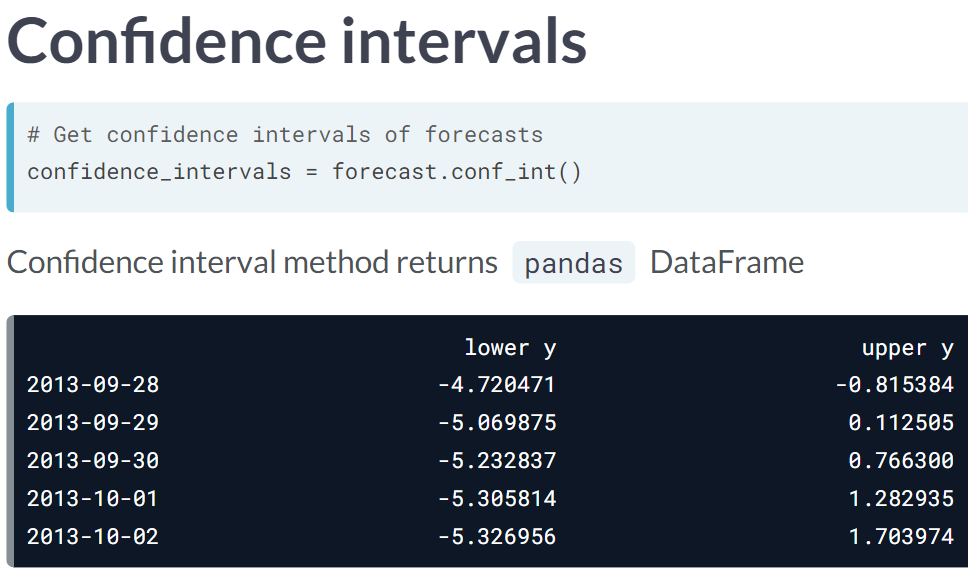 Confidence intervals
# Get confidence intervals of forecasts
confidence_intervals = forecast.conf_int()
Confidence interval method returns pandas DataFrame
lower y upper y
2013-09-28 -4.720471 -0.815384
2013-09-29 -5.069875 0.112505
2013-09-30 -5.232837 0.766300
2013-10-01 -5.305814 1.282935
2013-10-02 -5.326956 1.703974